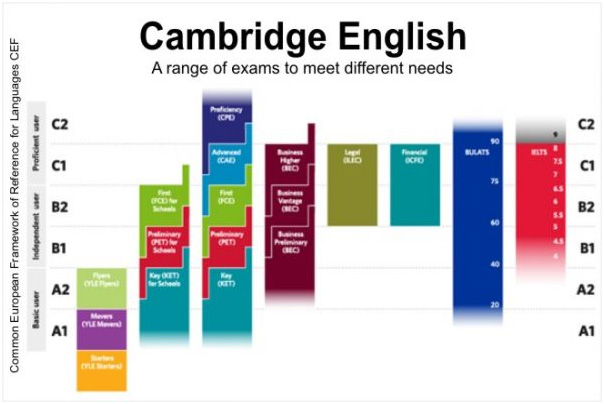 Cambridge English
A range of exams to meet different needs
Common European Framework of Reference for Languages CEF
Proficient user
Independent user
Basic user
C2
C1
B2
B1
A2
A1
Flyers
(YLE Flyers)
Movers
(YLE Movers)
Starters
(YLE Starters)
First
(FCE) for
Schools
Preliminary
(PET) for
Schools
Key (KET)
for Schools
Proficiency
(CPE)
Advanced
(CAE)
First
(FCE)
Preliminary
(PET)
Key
(KET)
Business
Higher
(BEC)
Business
Vantage
(BEC)
Business
Preliminary
(BEC)
Legal
(ILEC)
Financial
(ICFE)
BULATS
90
75
60
40
20
IELTS
9
8
7.5
7
6.5
6
5.5
5
4.5
4
C2
C1
B2
B1
A2
A1